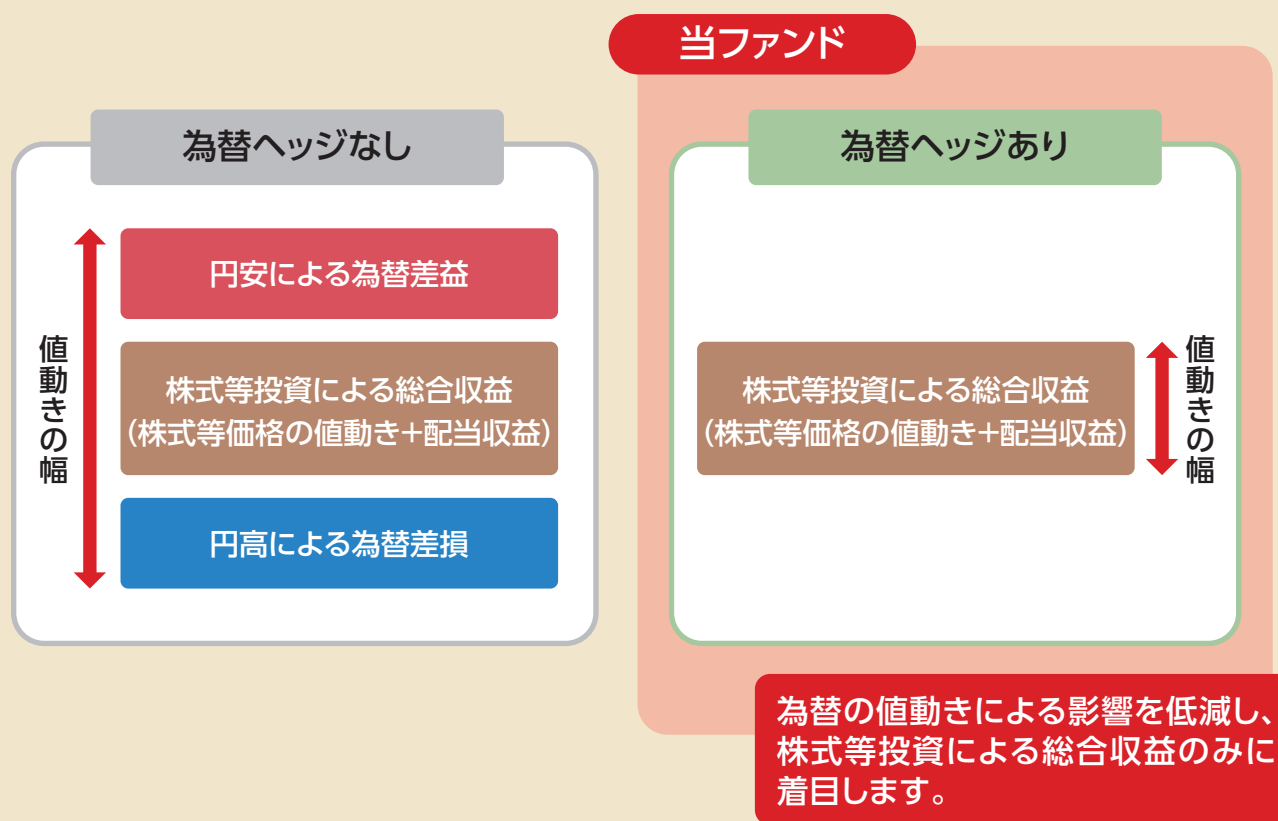 当ファンド
為替ヘッジなし
円安による為替差益
値動きの幅
株式等投資による総合収益
(株式等価格の値動き+配当収益)
円高による為替差損
為替ヘッジあり
株式等投資による総合収益
(株式等価格の値動き+配当収益)
値動きの幅
為替の値動きによる影響を低減し、
株式等投資による総合収益のみに
着目します。